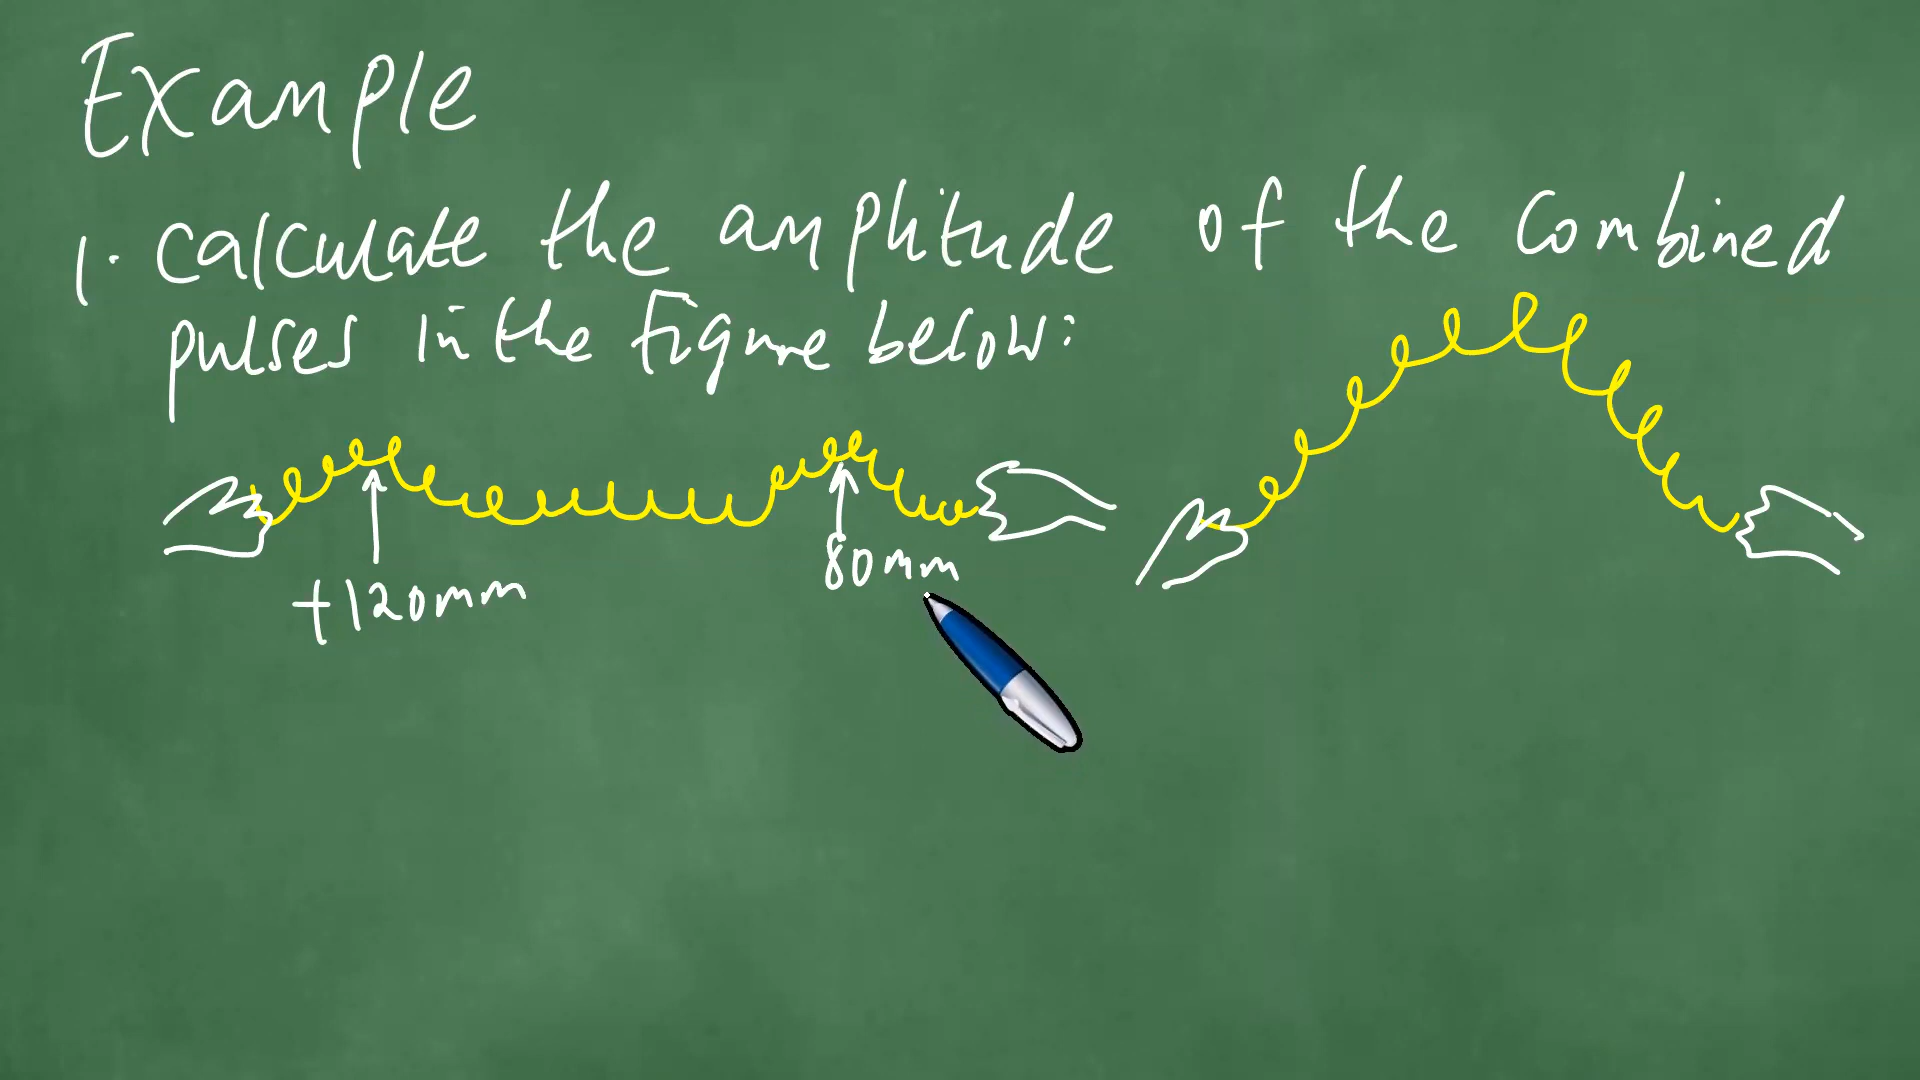 Example
1. Calculate the amplitude of the combined
pulses in the figure below:
+120mm
80mm